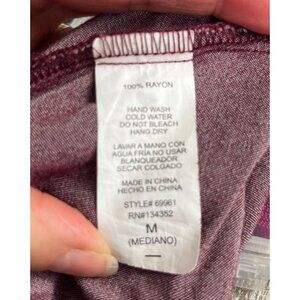 100% RAYON
HAND WASH
COLD WATER
DO NOT BLEACH
HANG DRY
LAVAR A MANO CON
AGUA FRIA NO USAR
BLANQUEADOR
SECAR COLGADO
MADE IN CHINA
HECHO EN CHINA
STYLE# 69961
RN#134352
M
(MEDIANO)